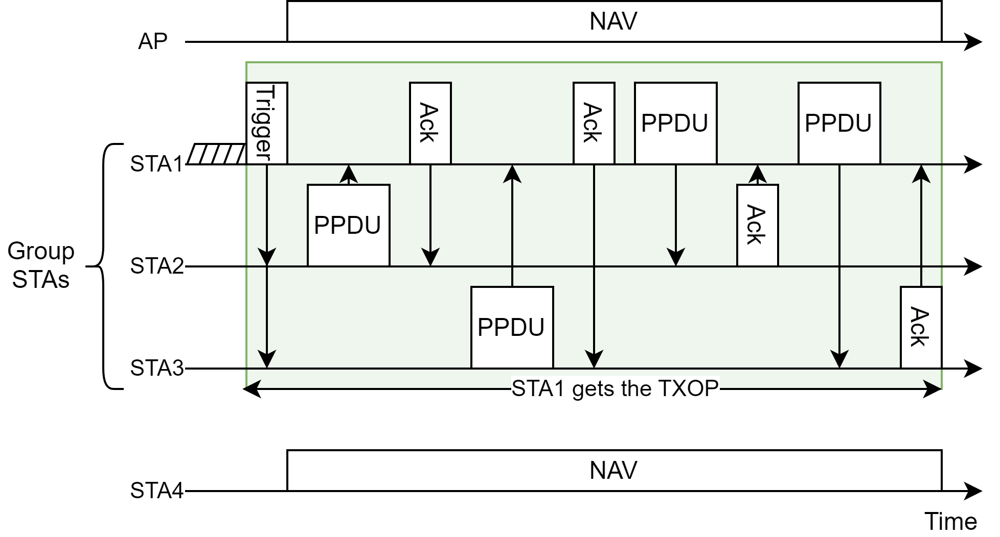 NAV
AP
Trigger
Ack
Ack
PPDU
PPDU
STA1
PPDU
Ack
Group
STAs
STA2
PPDU
Ack
STA3
STA1 gets the TXOP
NAV
STA4
Time